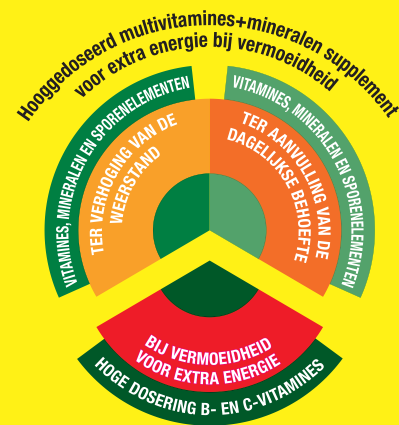 Hooggedoseerd multivitamines+mineralen supplement
voor extra energie bij vermoeidheid
VITAMINES, MINERALEN EN SPORENELEMENTEN
TER VERHOGING VAN DE
WEERSTAND
VITAMINES, MINERALEN EN SPORENELEMENTEN
TER AANVULLING VAN DE
DAGELIJKSE BEHOEFTE
BIJ VERMOEIDHEID
VOOR EXTRA ENERGIE
HOGE DOSERING B- EN C-VITAMINES